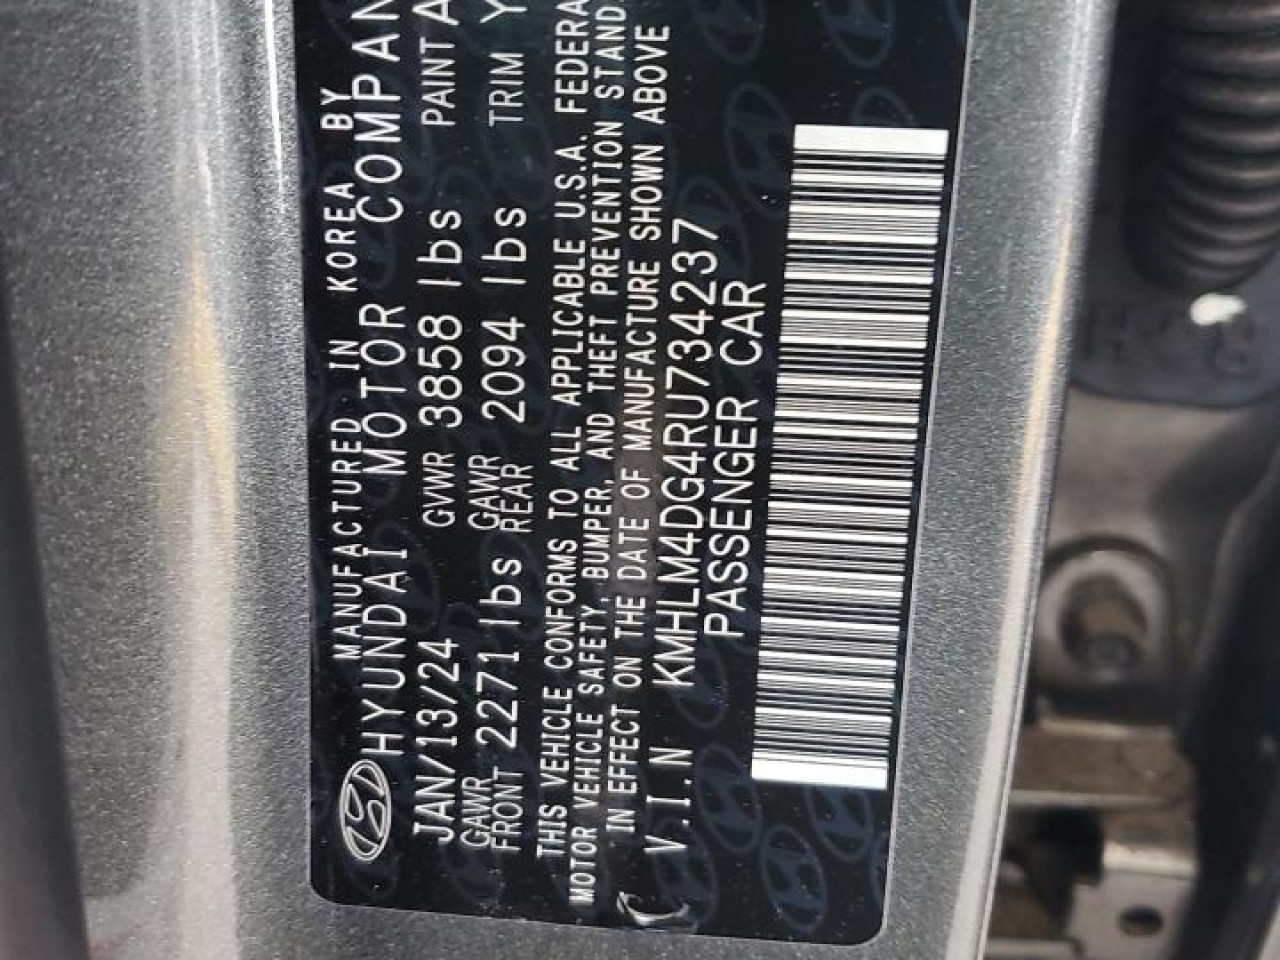 MANUFACTURED IN KOREA BY
HYUNDAI MOTOR COMPAN
JAN/13/24 GVWR 3858 lbs PAINT A
GAWR FRONT 2271 lbs GAWR REAR 2094 lbs TRIM Y
THIS VEHICLE CONFORMS TO ALL APPLICABLE U.S.A. FEDERA
MOTOR VEHICLE SAFETY, BUMPER, AND THEFT PREVENTION STAND
IN EFFECT ON THE DATE OF MANUFACTURE SHOWN ABOVE
V.I.N KMHLM4DG4RU734237
PASSENGER CAR